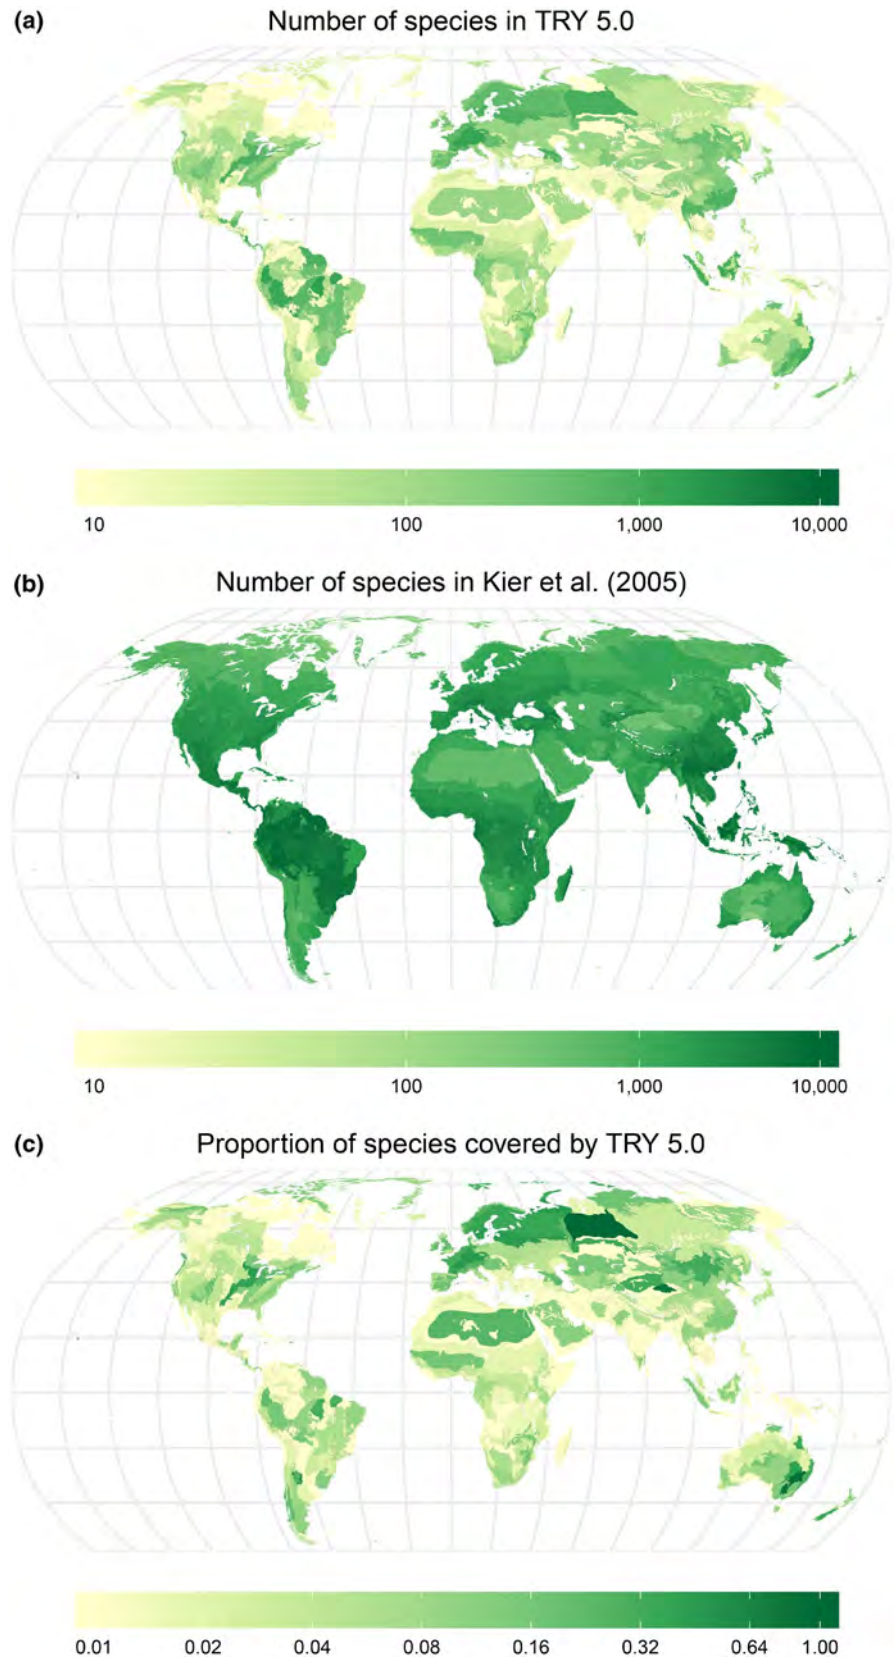 (a) Number of species in TRY 5.0
10 100 1,000 10,000
(b) Number of species in Kier et al. (2005)
10 100 1,000 10,000
(c) Proportion of species covered by TRY 5.0
0.01 0.02 0.04 0.08 0.16 0.32 0.64 1.00